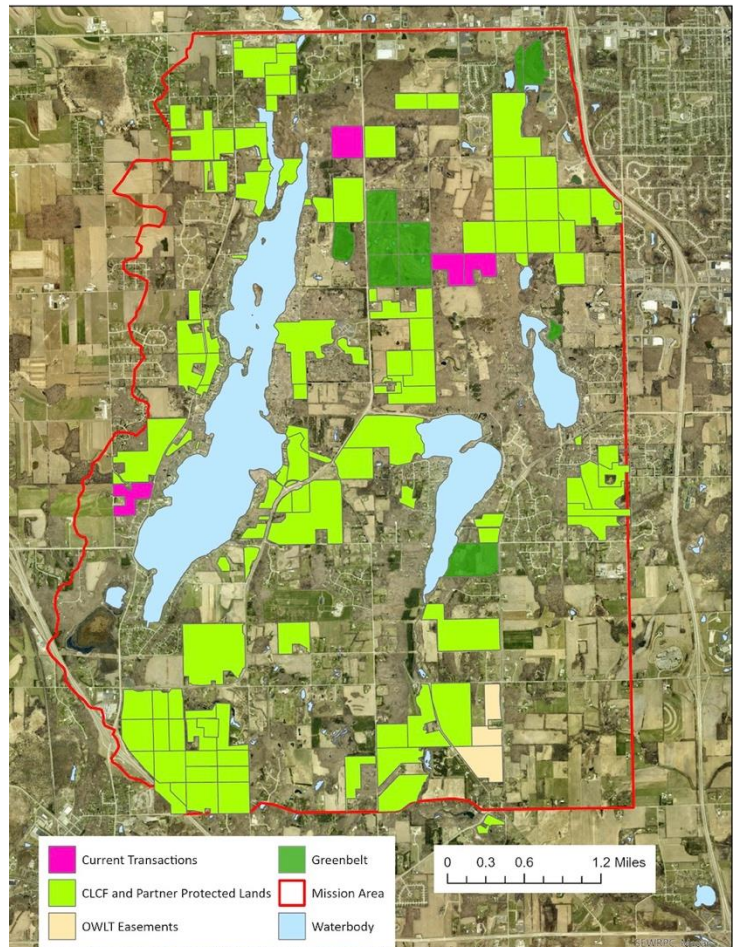 Current Transactions
Greenbelt
CLCF and Partner Protected Lands
Mission Area
OWLT Easements
Waterbody
0 0.3 0.6 1.2 Miles